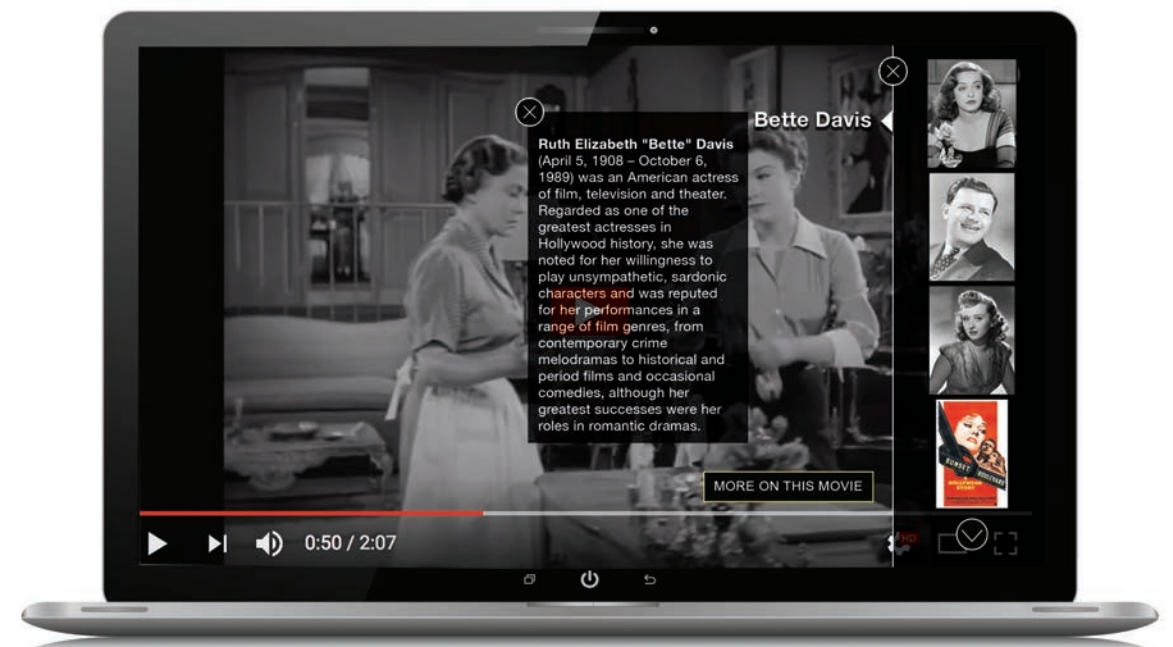 Bette Davis
Ruth Elizabeth "Bette" Davis
(April 5, 1908 – October 6,
1989) was an American actress
of film, television and theater.
Regarded as one of the
greatest actresses in
Hollywood history, she was
noted for her willingness to
play unsympathetic, sardonic
characters and was reputed
for her performances in a
range of film genres, from
contemporary crime
melodramas to historical and
period films and occasional
comedies, although her
greatest successes were her
roles in romantic dramas.
SUNSET
BOULEVARD
A
HOLLYWOOD
STORY
MORE ON THIS MOVIE
0:50 / 2:07
HD